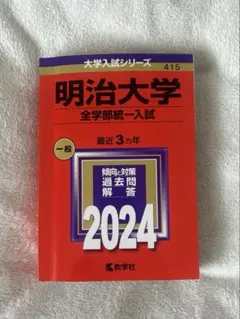 大学入試シリーズ
415
明治大学
全学部統一入試
最近3カ年
一般
傾向と対策
過去問
解答
2024
教学社